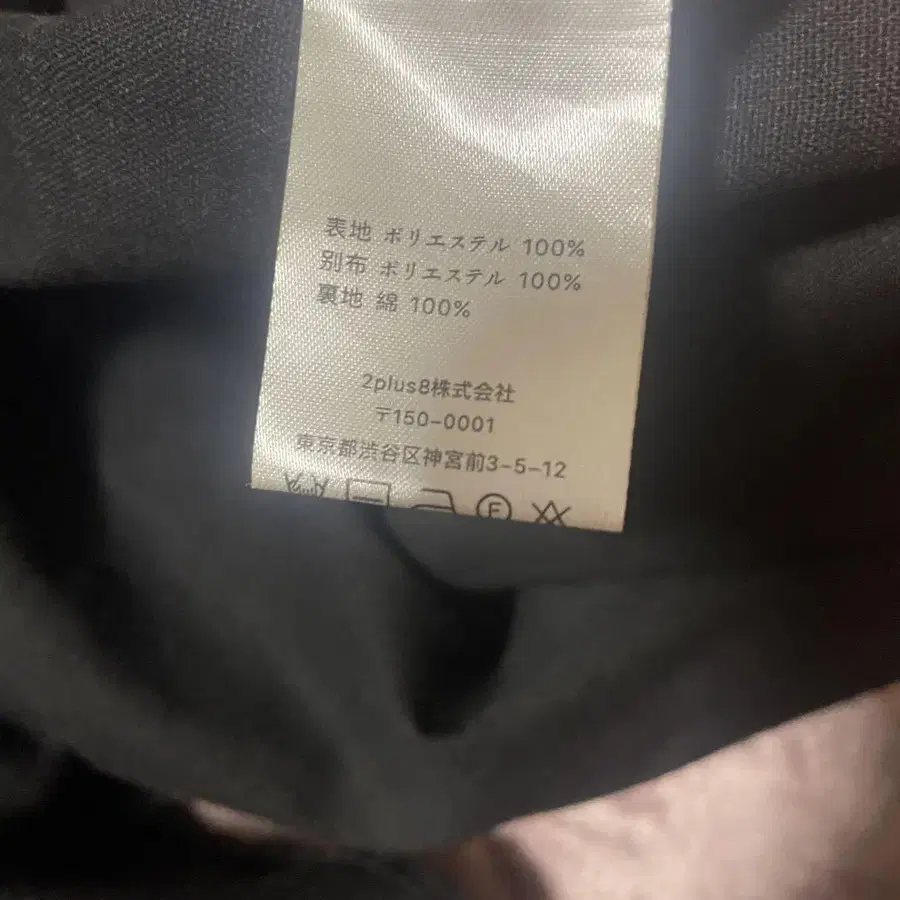 表地 ポリエステル 100%
別布 ポリエステル 100%
裏地 綿 100%
2plus8株式会社
〒150-0001
東京都渋谷区神宮前3-5-12
F